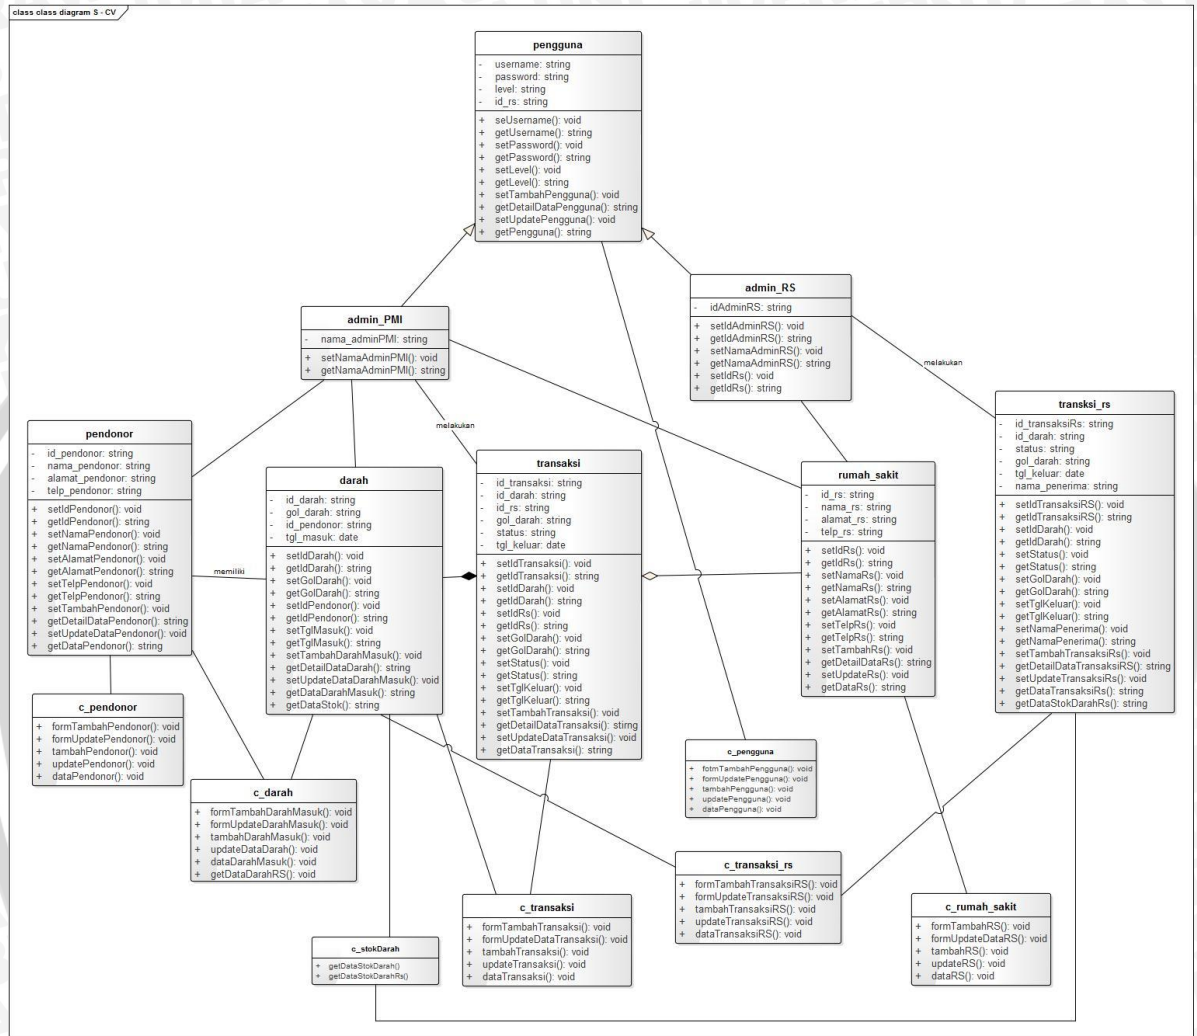 class class diagram S - CV
pengguna
- username: string
- password: string
- level: string
- id_rs: string
+ seUsername(): void
+ getUsername(): string
+ setPassword(): void
+ getPassword(): string
+ setLevel(): void
+ getLevel(): string
+ setTambahPengguna(): void
+ getDetailDataPengguna(): string
+ setUpdatePengguna(): void
+ getPengguna(): string
admin_RS
- idAdminRS: string
+ setIdAdminRS(): void
+ getIdAdminRS(): string
+ setNamaAdminRS(): void
+ getNamaAdminRS(): string
+ setIdRs(): void
+ getIdRs(): string
admin_PMI
- nama_adminPMI: string
+ setNamaAdminPMI(): void
+ getNamaAdminPMI(): string
melakukan
melakukan
transksi_rs
- id_transaksiRs: string
- id_darah: string
- status: string
- gol_darah: string
- tgl_keluar: date
- nama_penerima: string
+ setIdTransaksiRS(): void
+ getIdTransaksiRS(): string
+ setIdDarah(): void
+ getIdDarah(): string
+ setStatus(): void
+ getStatus(): string
+ setGolDarah(): void
+ getGolDarah(): string
+ setTglKeluar(): void
+ getTglKeluar(): string
+ setNamaPenerima(): void
+ getNamaPenerima(): string
+ setTambahTransaksiRs(): void
+ getDetailDataTransaksiRS(): string
+ setUpdateTransaksiRs(): void
+ getDataTransaksiRs(): string
+ getDataStokDarahRs(): string
pendonor
- id_pendonor: string
- nama_pendonor: string
- alamat_pendonor: string
- telp_pendonor: string
+ setIdPendonor(): void
+ getIdPendonor(): string
+ setNamaPendonor(): void
+ getNamaPendonor(): string
+ setAlamatPendonor(): void
+ getAlamatPendonor(): string
+ setTelpPendonor(): void
+ getTelpPendonor(): string
+ setTambahPendonor(): void
+ getDetailDataPendonor(): string
+ setUpdateDataPendonor(): void
+ getDataPendonor(): string
memiliki
darah
- id_darah: string
- gol_darah: string
- id_pendonor: string
- tgl_masuk: date
+ setIdDarah(): void
+ getIdDarah(): string
+ setGolDarah(): void
+ getGolDarah(): string
+ setIdPendonor(): void
+ getIdPendonor(): string
+ setTglMasuk(): void
+ getTglMasuk(): string
+ setTambahDarahMasuk(): void
+ getDetailDataDarah(): string
+ setUpdateDataDarahMasuk(): void
+ getDataDarahMasuk(): string
+ getDataStok(): string
transaksi
- id_transaksi: string
- id_darah: string
- id_rs: string
- gol_darah: string
- status: string
- tgl_keluar: date
+ setIdTransaksi(): void
+ getIdTransaksi(): string
+ setIdDarah(): void
+ getIdDarah(): string
+ setIdRs(): void
+ getIdRs(): string
+ setGolDarah(): void
+ getGolDarah(): string
+ setStatus(): void
+ getStatus(): string
+ setTglKeluar(): void
+ getTglKeluar(): string
+ setTambahTransaksi(): void
+ getDetailDataTransaksi(): string
+ setUpdateDataTransaksi(): void
+ getDataTransaksi(): string
rumah_sakit
- id_rs: string
- nama_rs: string
- alamat_rs: string
- telp_rs: string
+ setIdRs(): void
+ getIdRs(): string
+ setNamaRs(): void
+ getNamaRs(): string
+ setAlamatRs(): void
+ getAlamatRs(): string
+ setTelpRs(): void
+ getTelpRs(): string
+ setTambahRs(): void
+ getDetailDataRs(): string
+ setUpdateRs(): void
+ getDataRs(): string
c_pendonor
+ formTambahPendonor(): void
+ formUpdatePendonor(): void
+ tambahPendonor(): void
+ updatePendonor(): void
+ dataPendonor(): void
c_pengguna
+ fotmTambahPengguna(): void
+ formUpdatePengguna(): void
+ tambahPengguna(): void
+ updatePengguna(): void
+ dataPengguna(): void
c_darah
+ formTambahDarahMasuk(): void
+ formUpdateDarahMasuk(): void
+ tambahDarahMasuk(): void
+ updateDataDarah(): void
+ dataDarahMasuk(): void
+ getDataDarahRS(): void
c_transaksi_rs
+ formTambahTransaksiRS(): void
+ formUpdateTransaksiRS(): void
+ tambahTransaksiRS(): void
+ updateTransaksiRS(): void
+ dataTransaksiRS(): void
c_transaksi
+ formTambahTransaksi(): void
+ formUpdateDataTransaksi(): void
+ tambahTransaksi(): void
+ updateTransaksi(): void
+ dataTransaksi(): void
c_rumah_sakit
+ formTambahRS(): void
+ formUpdateDataRS(): void
+ tambahRS(): void
+ updateRS(): void
+ dataRS(): void
c_stokDarah
+ getDataStokDarah()
+ getDataStokDarahRs()